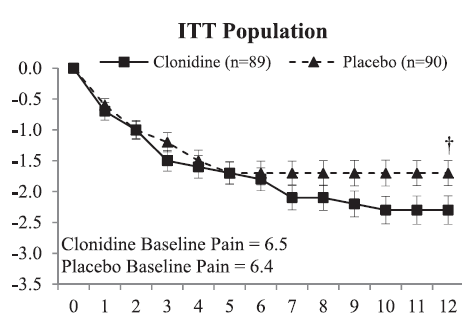 ITT Population
Clonidine (n=89) Placebo (n=90)
0.0
-0.5
-1.0
-1.5
-2.0
-2.5
-3.0
-3.5
†
Clonidine Baseline Pain = 6.5
Placebo Baseline Pain = 6.4
0 1 2 3 4 5 6 7 8 9 10 11 12